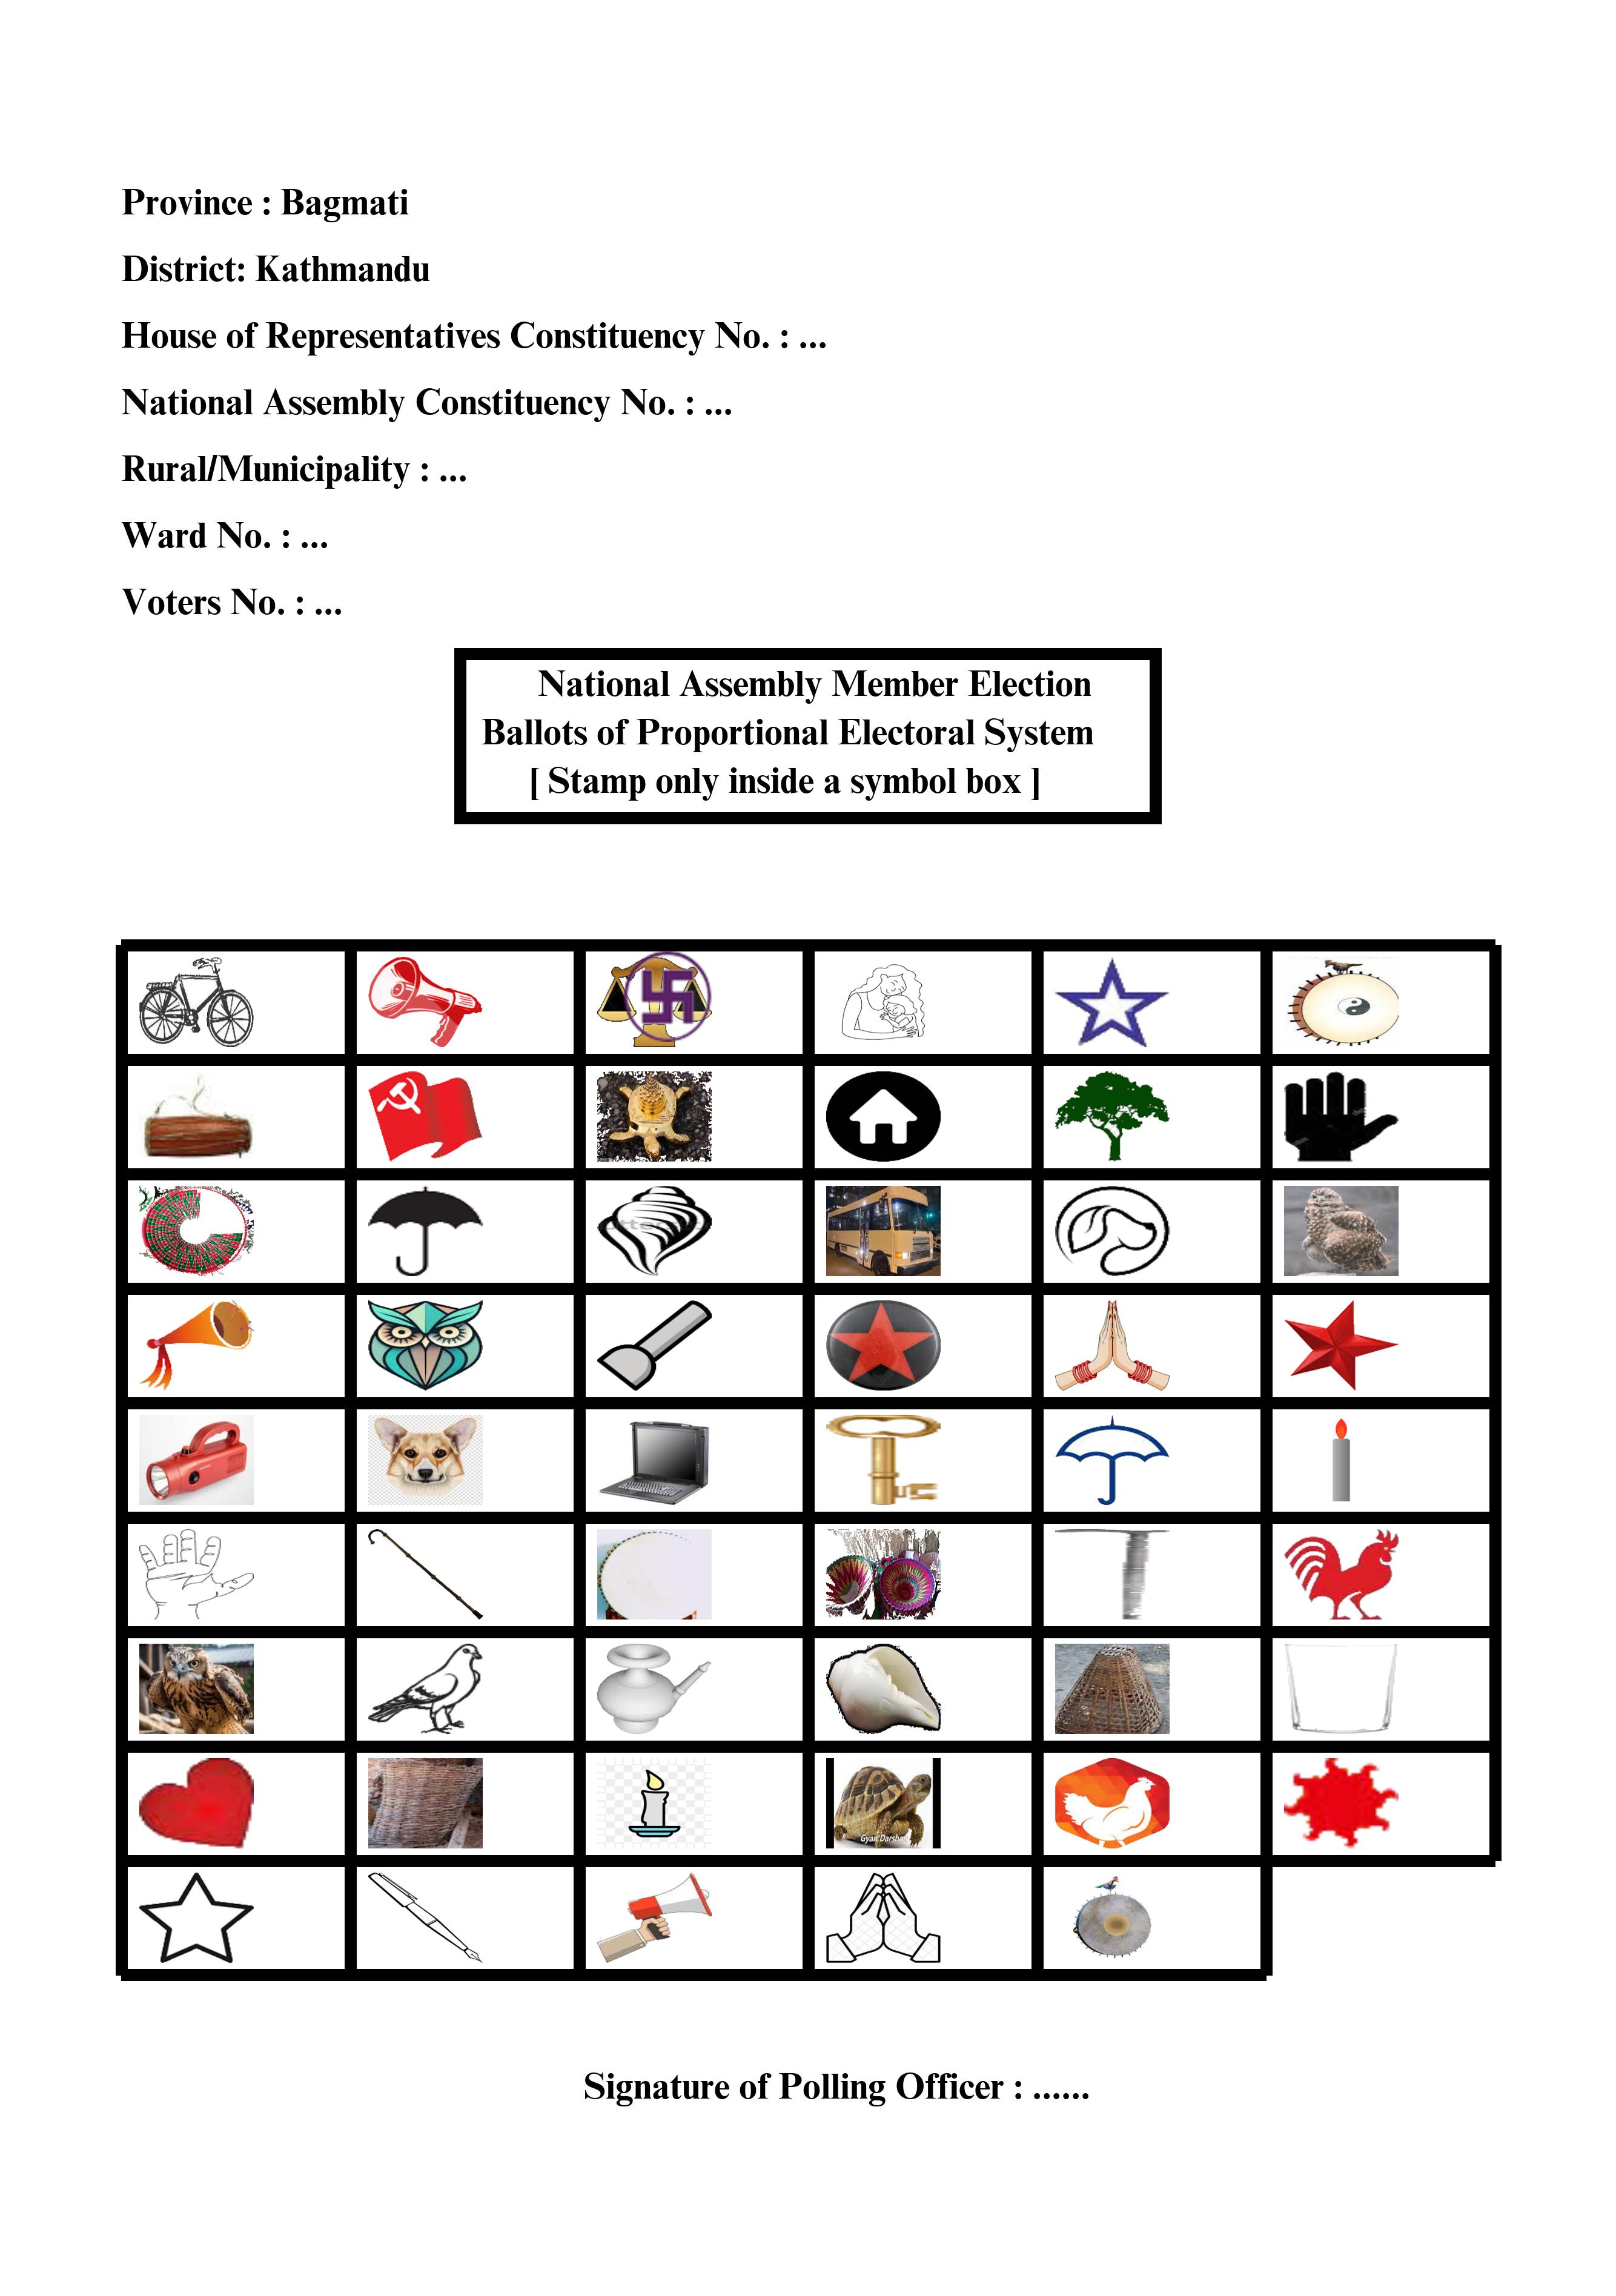 Province : Bagmati
District: Kathmandu
House of Representatives Constituency No. : ...
National Assembly Constituency No. : ...
Rural/Municipality : ...
Ward No. : ...
Voters No. : ...
National Assembly Member Election
Ballots of Proportional Electoral System
[ Stamp only inside a symbol box ]
Gyan Darshan
Signature of Polling Officer : ......